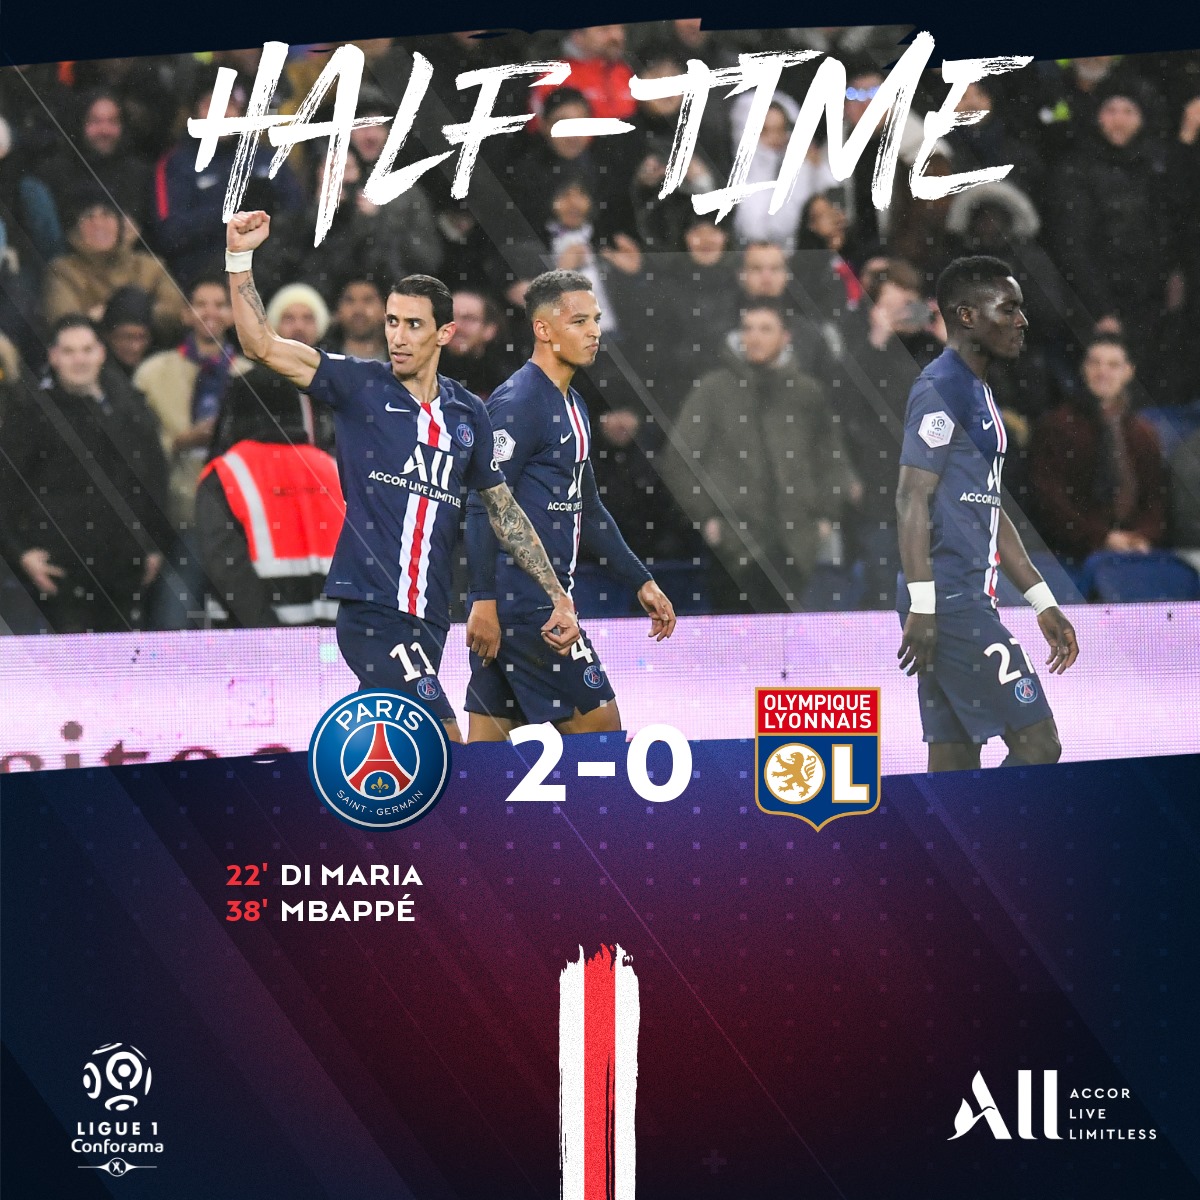 HALF-TIME
All
ACCOR LIVE LIMITLESS
ACCOR
11
4
27
PARIS
SAINT-GERMAIN
2-0
OLYMPIQUE
LYONNAIS
OL
22' DI MARIA
38' MBAPPÉ
LIGUE 1
Conforama
All
ACCOR
LIVE
LIMITLESS